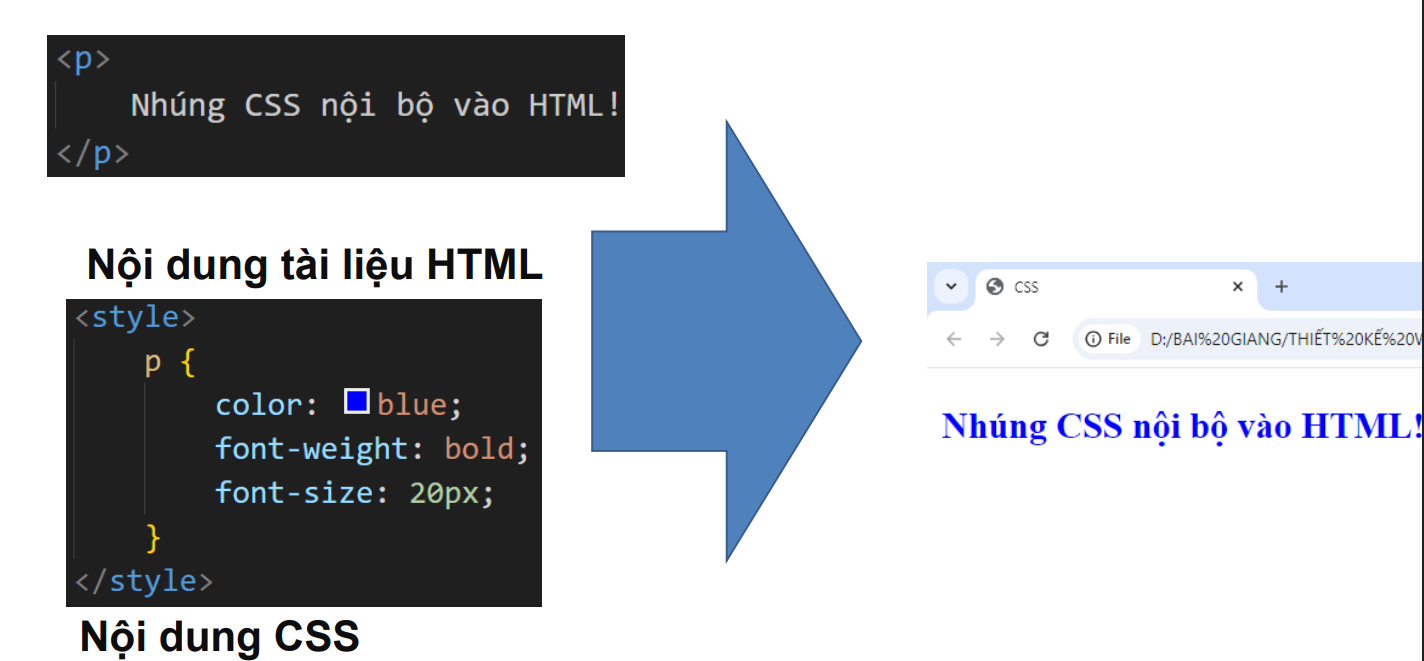 <p>
Nhúng CSS nội bộ vào HTML!
</p>
Nội dung tài liệu HTML
<style>
p {
color: blue;
font-weight: bold;
font-size: 20px;
}
</style>
Nội dung CSS
CSS
File D:/BAI%20GIANG/THIẾT%20KẾ%20
Nhúng CSS nội bộ vào HTML!